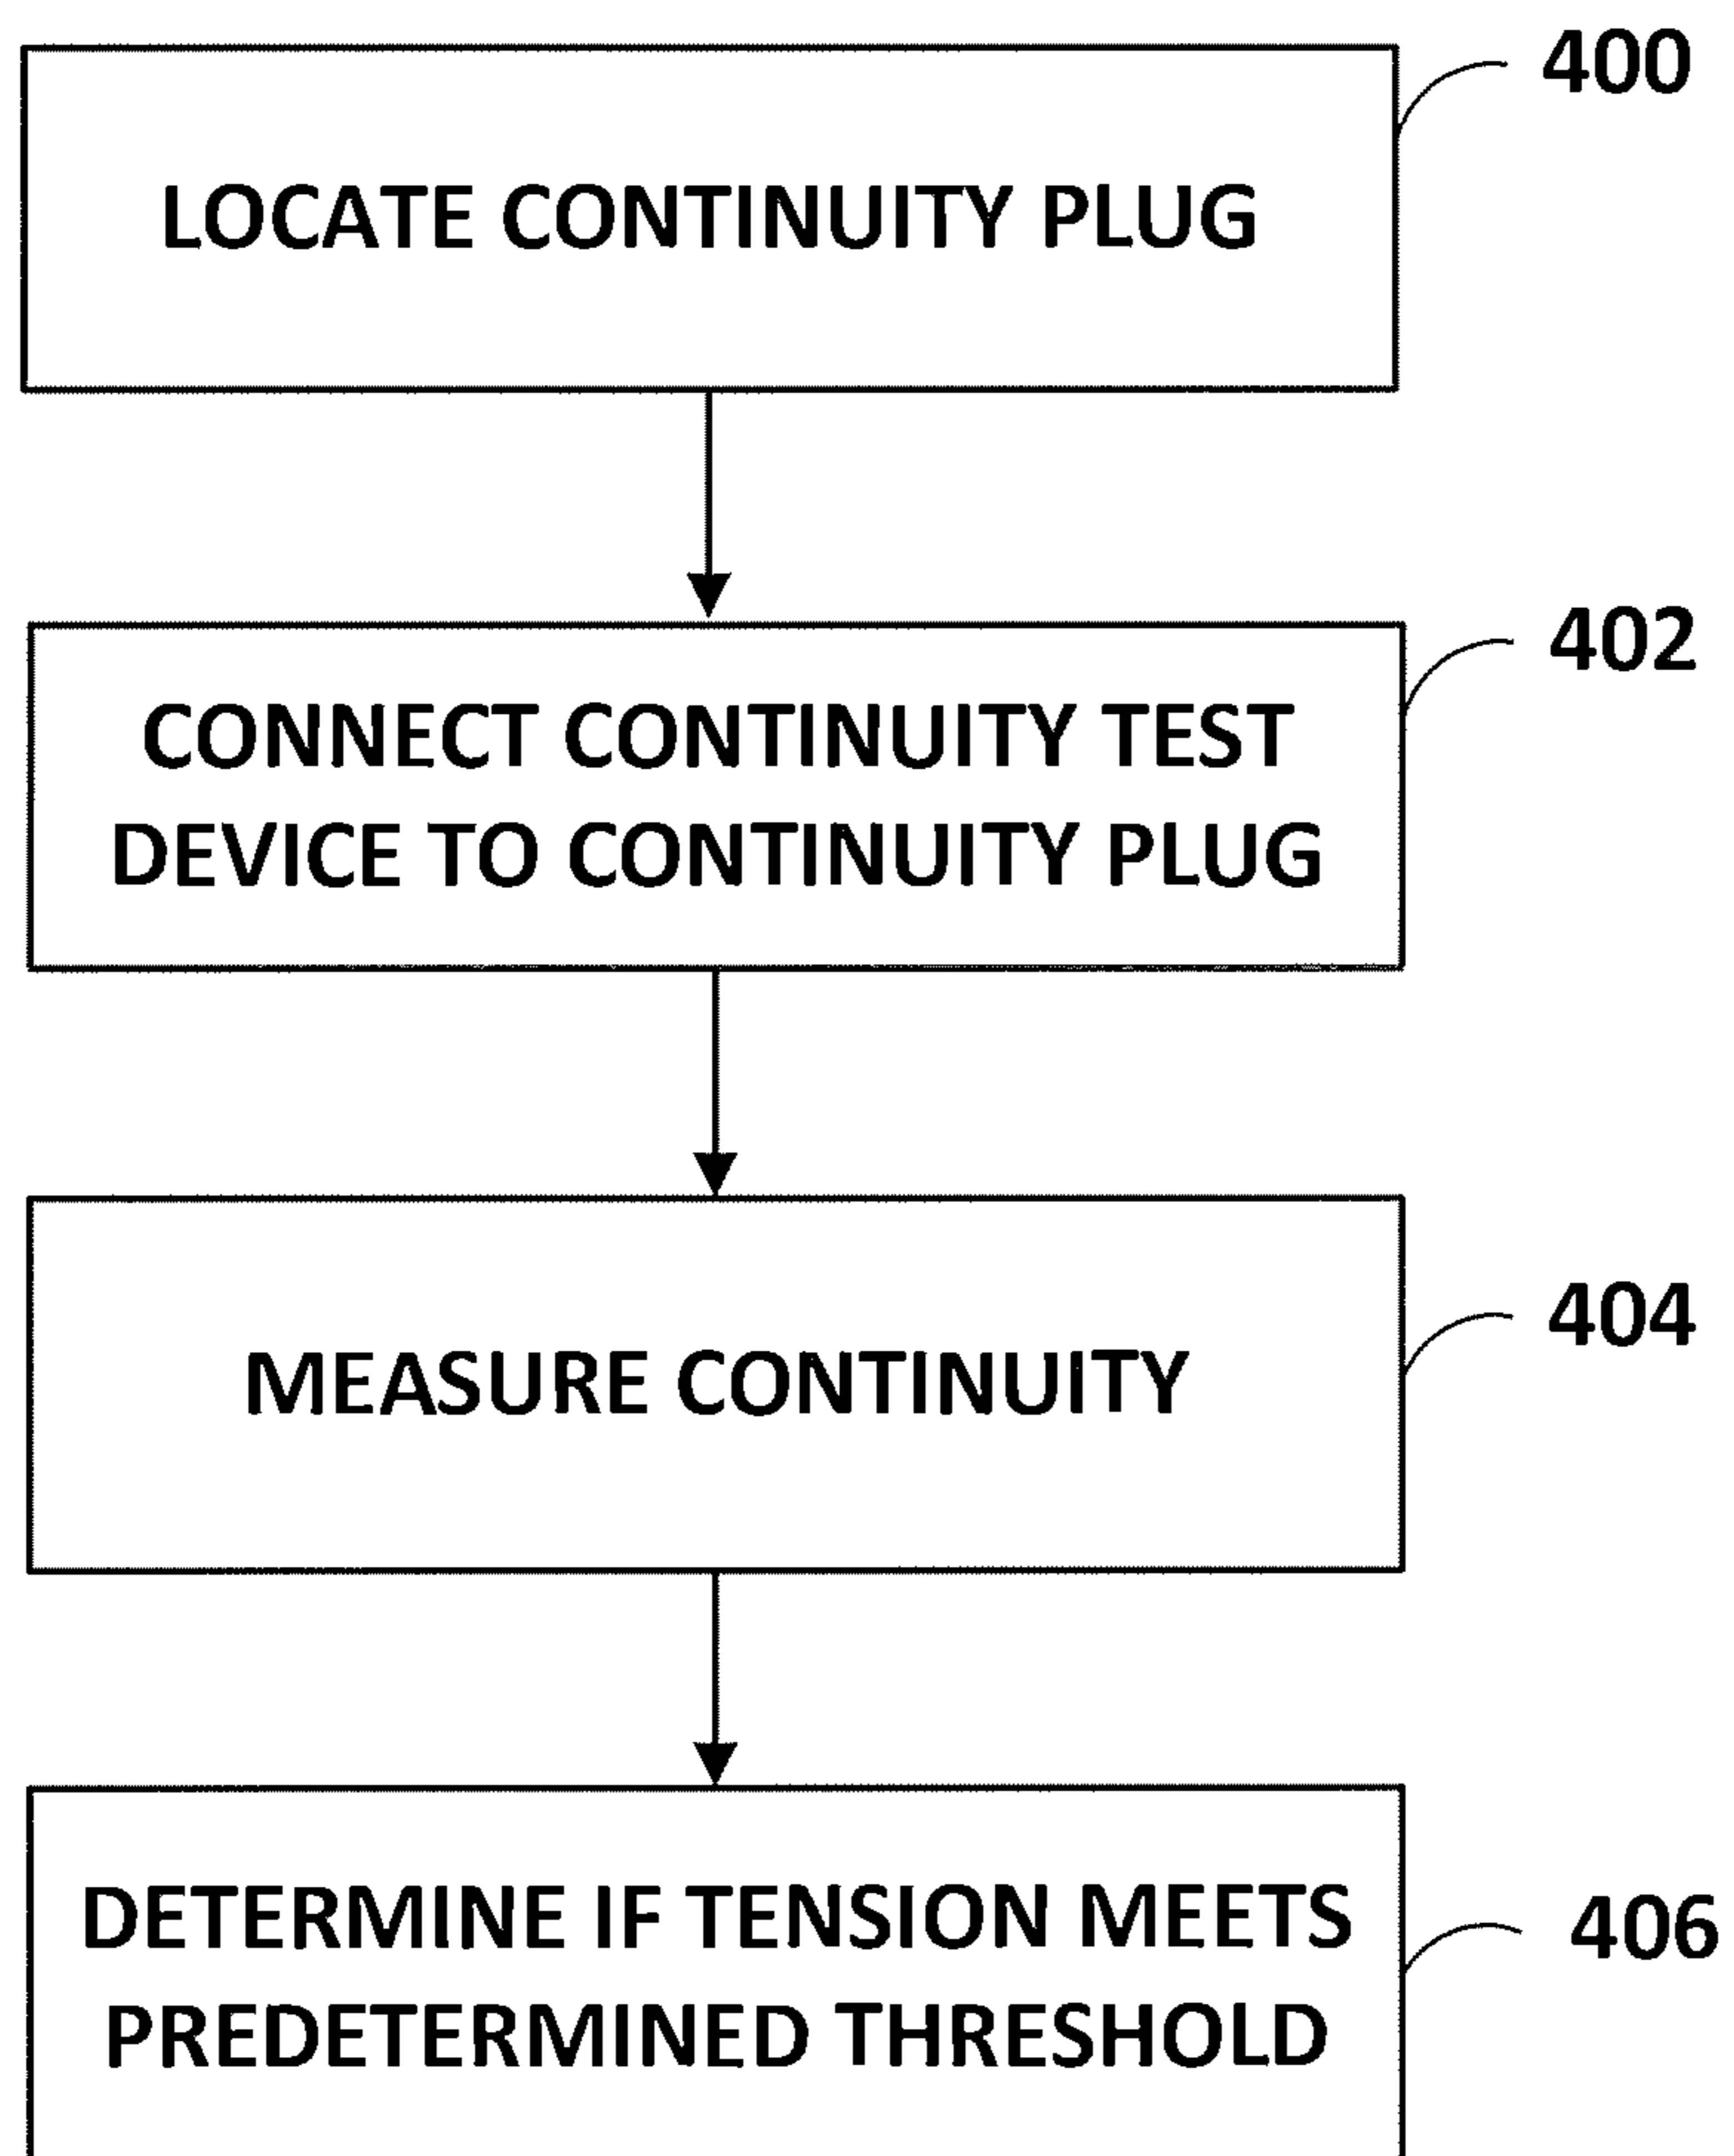 400
LOCATE CONTINUITY PLUG
402
CONNECT CONTINUITY TEST
DEVICE TO CONTINUITY PLUG
404
MEASURE CONTINUITY
406
DETERMINE IF TENSION MEETS
PREDETERMINED THRESHOLD